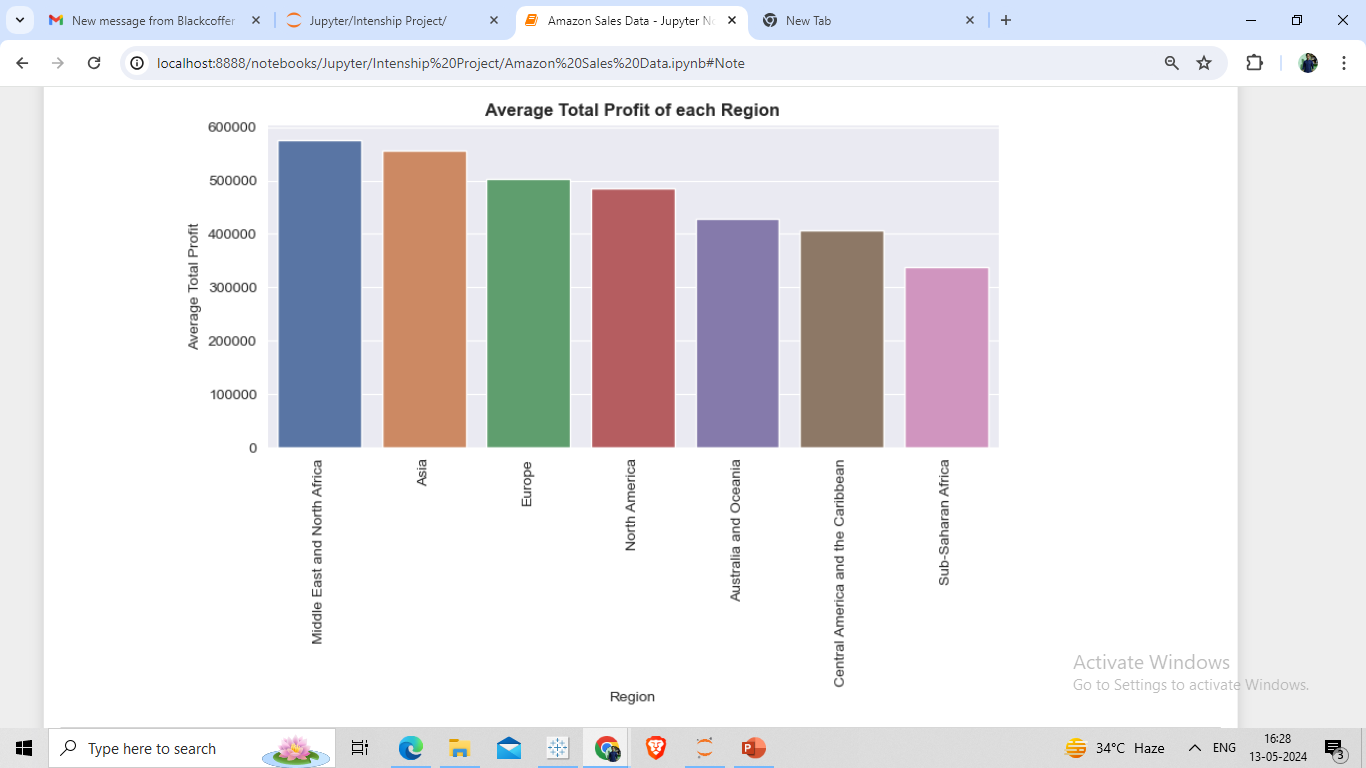 New message from Blackcoffer
Jupyter/Intenship Project/
Amazon Sales Data - Jupyter No
New Tab
localhost:8888/notebooks/Jupyter/Intenship%20Project/Amazon%20Sales%20Data.ipynb#Note
Average Total Profit of each Region
600000
500000
400000
300000
200000
100000
0
Average Total Profit
Middle East and North Africa
Asia
Europe
North America
Australia and Oceania
Central America and the Caribbean
Sub-Saharan Africa
Region
Activate Windows
Go to Settings to activate Windows.
Type here to search
34°C Haze
ENG
16:28
13-05-2024
3